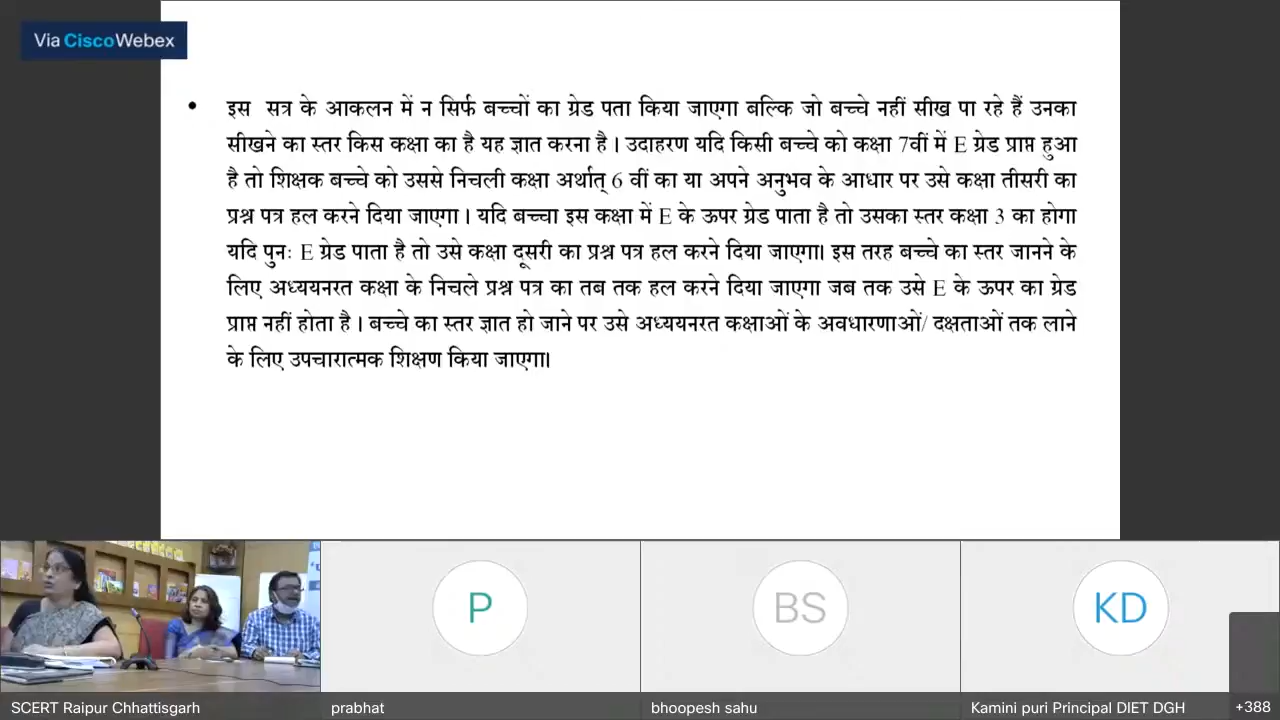 Via CiscoWebex
• इस सत्र के आकलन में न सिर्फ बच्चों का ग्रेड पता किया जाएगा बल्कि जो बच्चे नहीं सीख पा रहे हैं उनका
सीखने का स्तर किस कक्षा का है यह ज्ञात करना है। उदाहरण यदि किसी बच्चे को कक्षा 7वीं में E ग्रेड प्राप्त हुआ
है तो शिक्षक बच्चे को उससे निचली कक्षा अर्थात् 6 वीं का या अपने अनुभव के आधार पर उसे कक्षा तीसरी का
प्रश्न पत्र हल करने दिया जाएगा। यदि बच्चा इस कक्षा में E के ऊपर ग्रेड पाता है तो उसका स्तर कक्षा 3 का होगा
यदि पुनः E ग्रेड पाता है तो उसे कक्षा दूसरी का प्रश्न पत्र हल करने दिया जाएगा। इस तरह बच्चे का स्तर जानने के
लिए अध्ययनरत कक्षा के निचले प्रश्न पत्र का तब तक हल करने दिया जाएगा जब तक उसे E के ऊपर का ग्रेड
प्राप्त नहीं होता है। बच्चे का स्तर ज्ञात हो जाने पर उसे अध्ययनरत कक्षाओं के अवधारणाओं/ दक्षताओं तक लाने
के लिए उपचारात्मक शिक्षण किया जाएगा।
P
BS
KD
SCERT Raipur Chhattisgarh
prabhat
bhoopesh sahu
Kamini puri Principal DIET DGH
+388